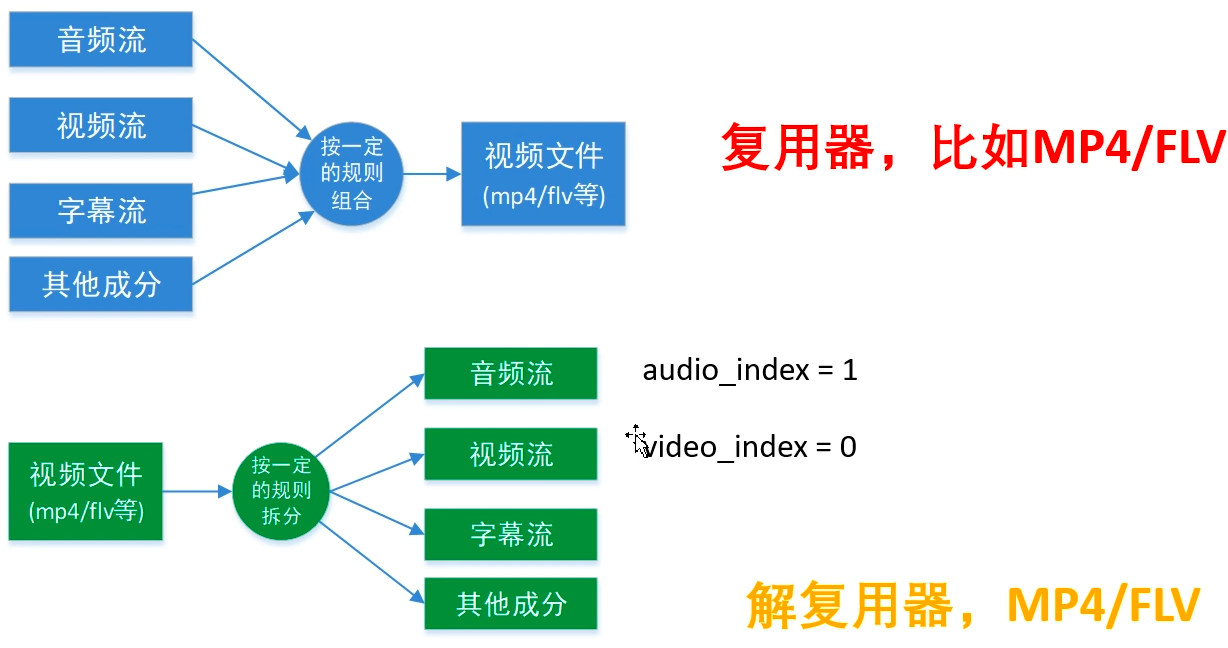 音频流
视频流
字幕流
其他成分
按一定
的规则
组合
视频文件
(mp4/flv等)
复用器，比如MP4/FLV
视频文件
(mp4/flv等)
按一定
的规则
拆分
音频流
audio_index = 1
视频流
video_index = 0
字幕流
其他成分
解复用器，MP4/FLV